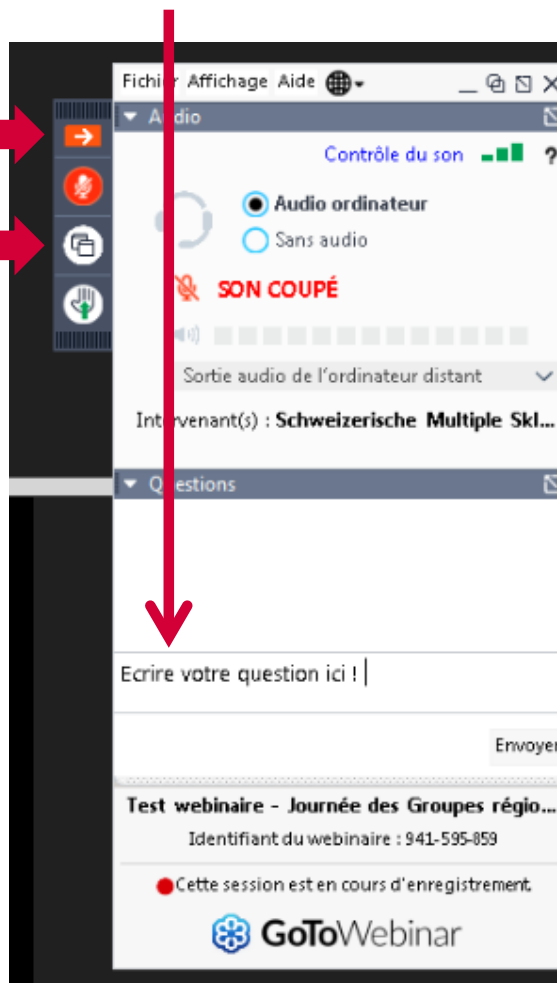 Fichier Affichage Aide
Audio
Contrôle du son
?
Audio ordinateur
Sans audio
SON COUPÉ
Sortie audio de l'ordinateur distant
Intervenant(s) : Schweizerische Multiple Skl...
Questions
Ecrire votre question ici !
Envoyer
Test webinaire - Journée des Groupes régio...
Identifiant du webinaire : 941-595-859
Cette session est en cours d'enregistrement.
GoToWebinar